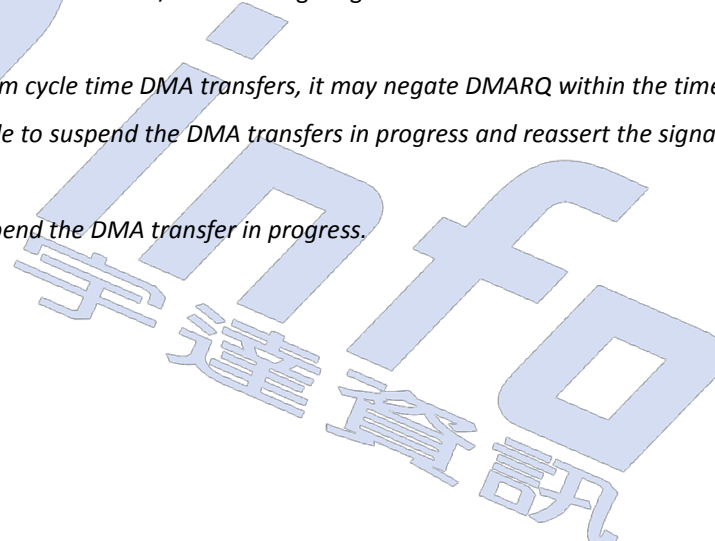 m cycle time DMA transfers, it may negate DMARQ within the time
le to suspend the DMA transfers in progress and reassert the signa
pend the DMA transfer in progress.
info
宇達資訊